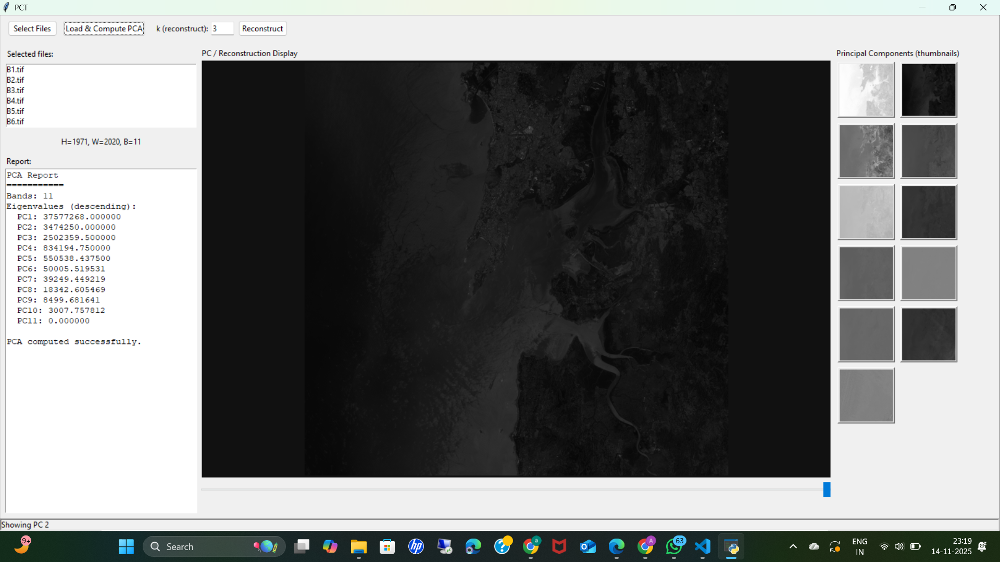 PCT
Select Files
Load & Compute PCA
k (reconstruct): 3
Reconstruct
Selected files:
B1.tif
B2.tif
B3.tif
B4.tif
B5.tif
B6.tif
H=1971, W=2020, B=11
Report:
PCA Report
===========
Bands: 11
Eigenvalues (descending):
PC1: 37577268.000000
PC2: 3474250.000000
PC3: 2502359.500000
PC4: 834194.750000
PC5: 550538.437500
PC6: 50005.519531
PC7: 39249.449219
PC8: 18342.605469
PC9: 8499.681641
PC10: 3007.757812
PC11: 0.000000
PCA computed successfully.
PC / Reconstruction Display
Principal Components (thumbnails)
Showing PC 2
9+
Search
hp
a
A
63
ENG
IN
23:19
14-11-2025